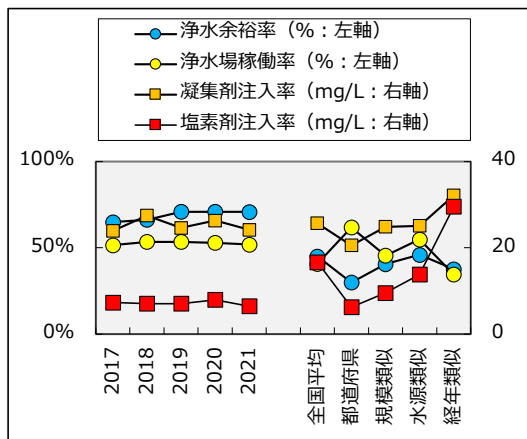 浄水余裕率（%：左軸）
浄水場稼働率（%：左軸）
凝集剤注入率（mg/L：右軸）
塩素剤注入率（mg/L：右軸）
100%
40
50%
20
0%
0
2017
2018
2019
2020
2021
全国平均
都道府県
規模類似
水源類似
経年類似